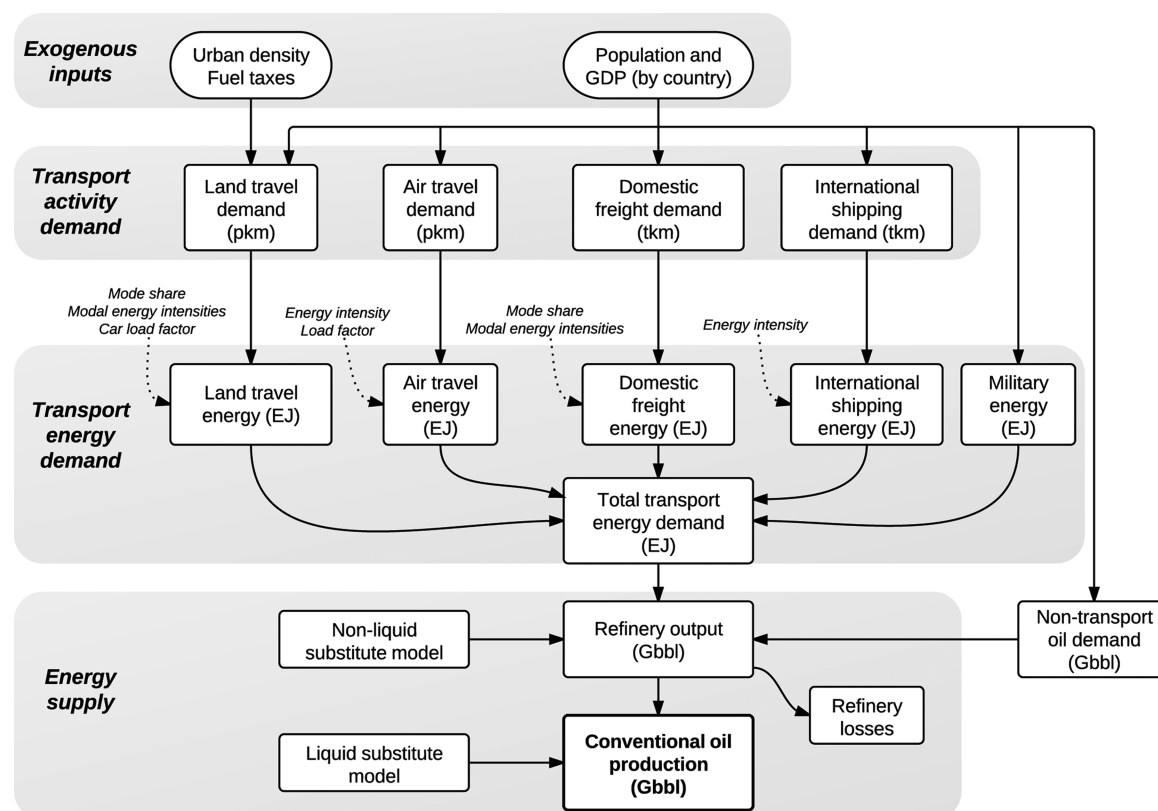 Exogenous
inputs
Urban density
Fuel taxes
Population and
GDP (by country)
Transport
activity
demand
Land travel
demand
(pkm)
Air travel
demand
(pkm)
Domestic
freight demand
(tkm)
International
shipping
demand (tkm)
Mode share
Modal energy intensities
Car load factor
Energy intensity
Load factor
Mode share
Modal energy intensities
Energy intensity
Transport
energy
demand
Land travel
energy (EJ)
Air travel
energy
(EJ)
Domestic
freight
energy (EJ)
International
shipping
energy (EJ)
Military
energy
(EJ)
Total transport
energy demand
(EJ)
Energy
supply
Non-liquid
substitute model
Refinery output
(Gbbl)
Non-transport
oil demand
(Gbbl)
Refinery
losses
Liquid substitute
model
Conventional oil
production
(Gbbl)